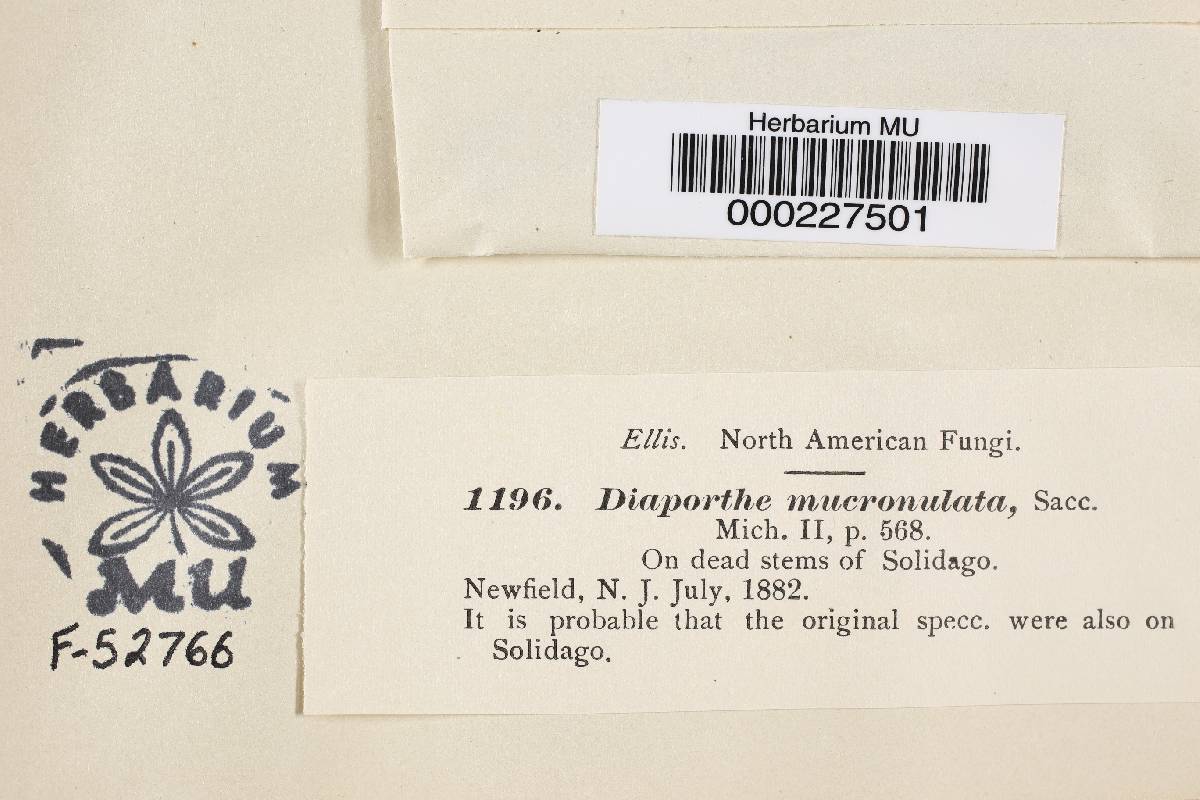 Herbarium MU
000227501
HERBARIUM
MU
F-52766
Ellis. North American Fungi.
1196. Diaporthe mucronulata, Sacc.
Mich. II, p. 568.
On dead stems of Solidago.
Newfield, N. J. July, 1882.
It is probable that the original specc. were also on
Solidago.